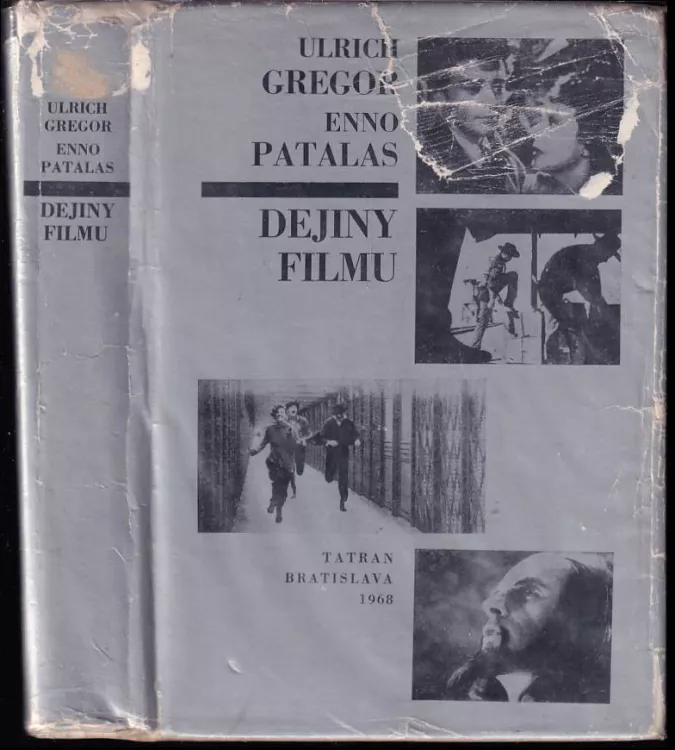 ULRICH
GREGOR
ENNO
PATALAS
DEJINY
FILMU
ULRICH
GREGOR
ENNO
PATALAS
DEJINY
FILMU
TATRAN
BRATISLAVA
1968